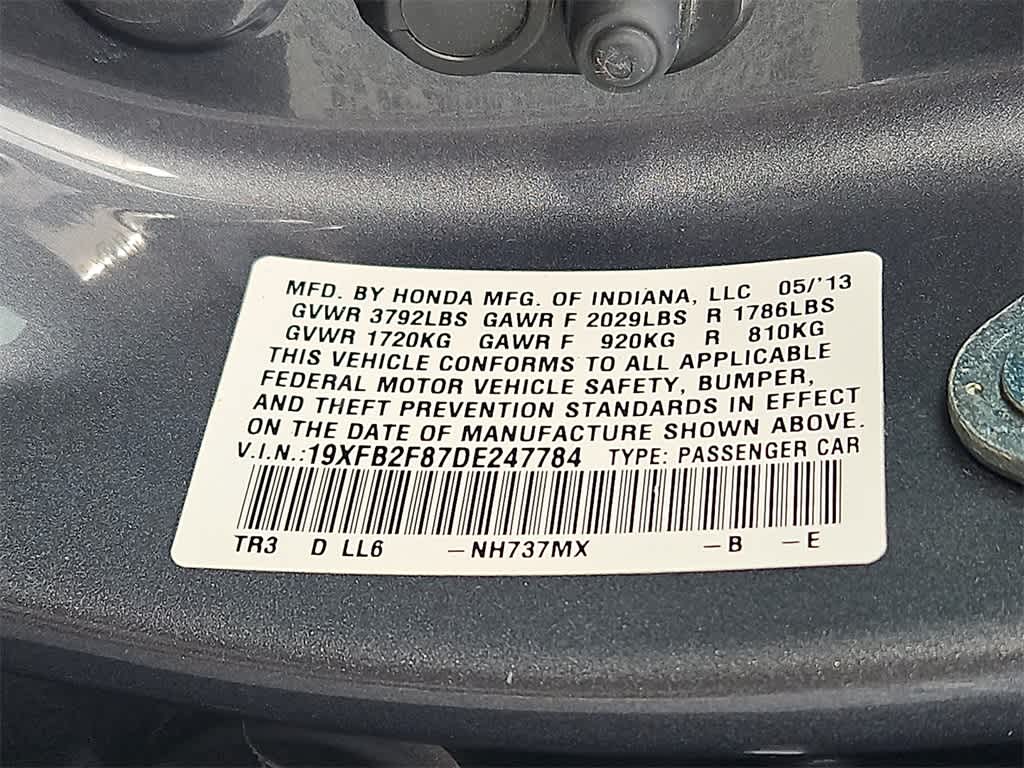 MFD. BY HONDA MFG. OF INDIANA, LLC 05/'13
GVWR 3792LBS GAWR F 2029LBS R 1786LBS
GVWR 1720KG GAWR F 920KG R 810KG
THIS VEHICLE CONFORMS TO ALL APPLICABLE
FEDERAL MOTOR VEHICLE SAFETY, BUMPER,
AND THEFT PREVENTION STANDARDS IN EFFECT
ON THE DATE OF MANUFACTURE SHOWN ABOVE.
V.I.N.:19XFB2F87DE247784 TYPE: PASSENGER CAR
TR3 D LL6 -NH737MX -B -E